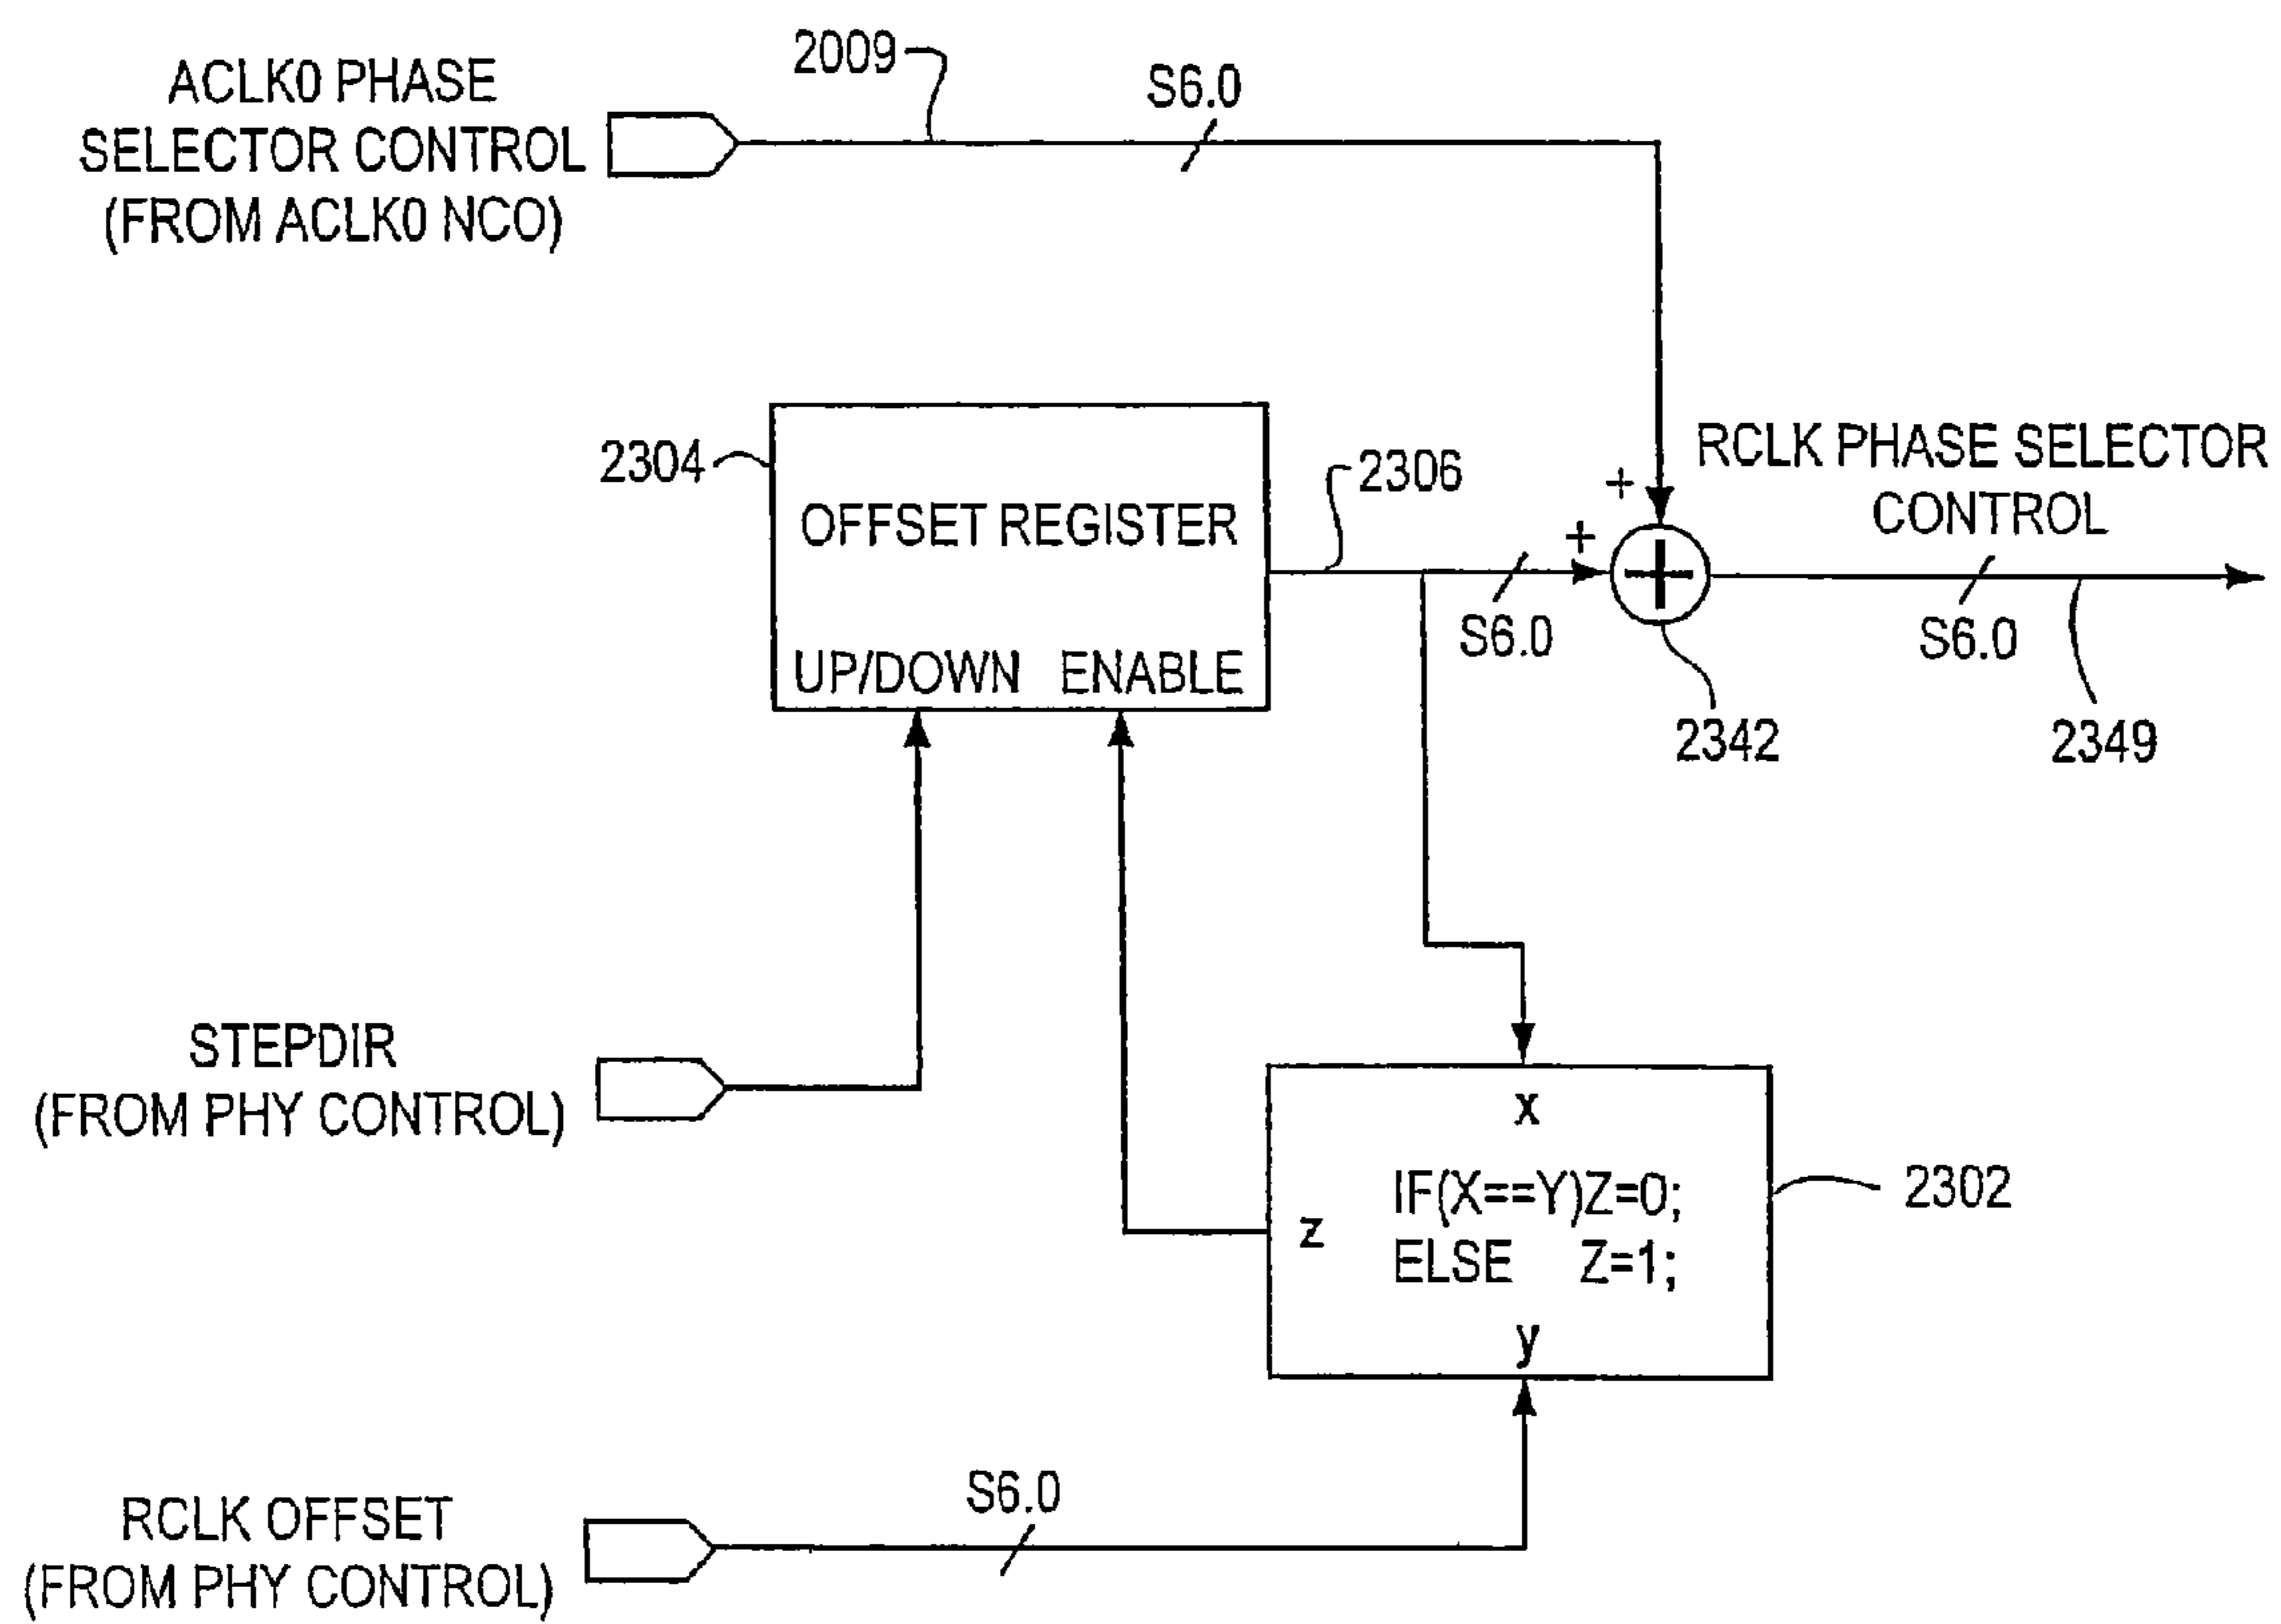 ACLK0 PHASE
SELECTOR CONTROL
(FROM ACLK0 NCO)
2009
S6.0
2304
OFFSET REGISTER
UP/DOWN ENABLE
2306
+
+
S6.0
RCLK PHASE SELECTOR
CONTROL
S6.0
2342
2349
STEPDIR
(FROM PHY CONTROL)
x
IF(X==Y)Z=0;
z
ELSE Z=1;
y
2302
RCLK OFFSET
(FROM PHY CONTROL)
S6.0